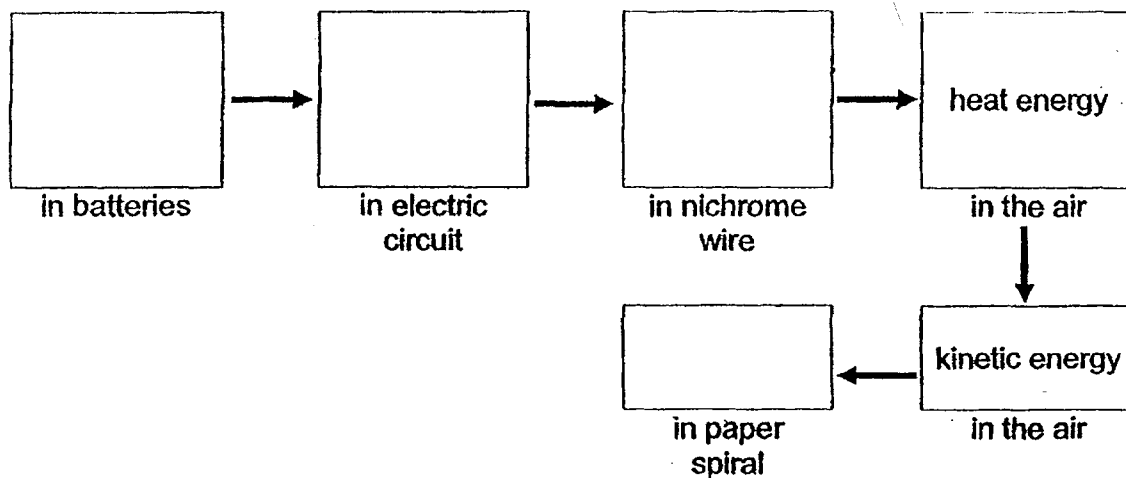 heat energy
in batteries
in electric
circuit
in nichrome
wire
in the air
kinetic energy
in paper
spiral
in the air